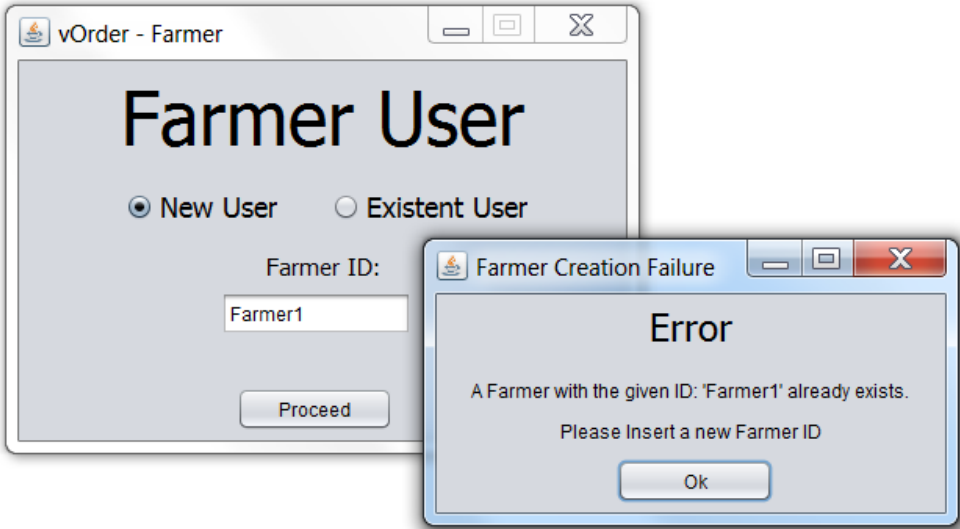 vOrder - Farmer
Farmer User
New User Existent User
Farmer ID:
Farmer1
Proceed
Farmer Creation Failure
Error
A Farmer with the given ID: 'Farmer1' already exists.
Please Insert a new Farmer ID
Ok